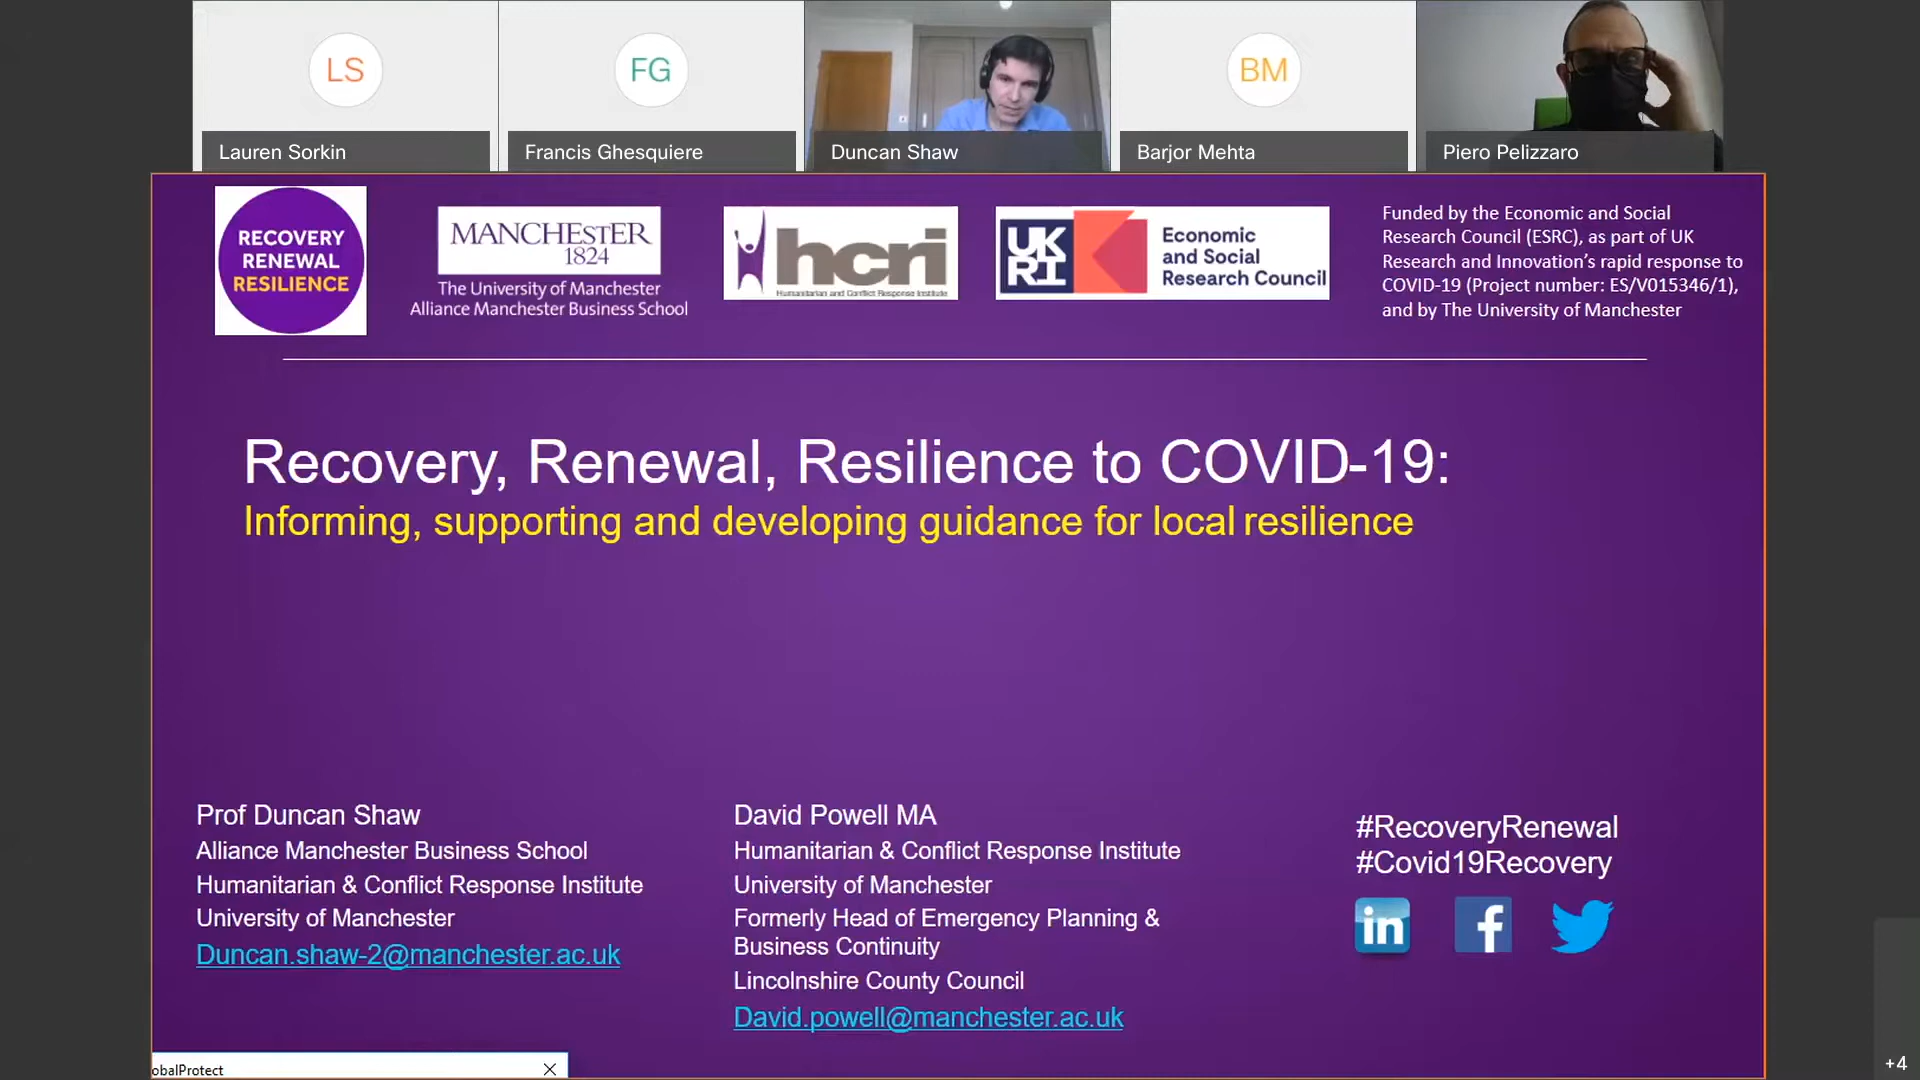 LS
FG
BM
Lauren Sorkin
Francis Ghesquiere
Duncan Shaw
Barjor Mehta
Piero Pelizzaro
RECOVERY
RENEWAL
RESILIENCE
MANCHESTER
1824
The University of Manchester
Alliance Manchester Business School
hcri
Humanitarian and Conflict Response Institute
UK
RI
Economic
and Social
Research Council
Funded by the Economic and Social
Research Council (ESRC), as part of UK
Research and Innovation's rapid response to
COVID-19 (Project number: ES/V015346/1),
and by The University of Manchester
Recovery, Renewal, Resilience to COVID-19:
Informing, supporting and developing guidance for local resilience
Prof Duncan Shaw
Alliance Manchester Business School
Humanitarian & Conflict Response Institute
University of Manchester
Duncan.shaw-2@manchester.ac.uk
David Powell MA
Humanitarian & Conflict Response Institute
University of Manchester
Formerly Head of Emergency Planning &
Business Continuity
Lincolnshire County Council
David.powell@manchester.ac.uk
#RecoveryRenewal
#Covid19Recovery
in
f
obalProtect
+4